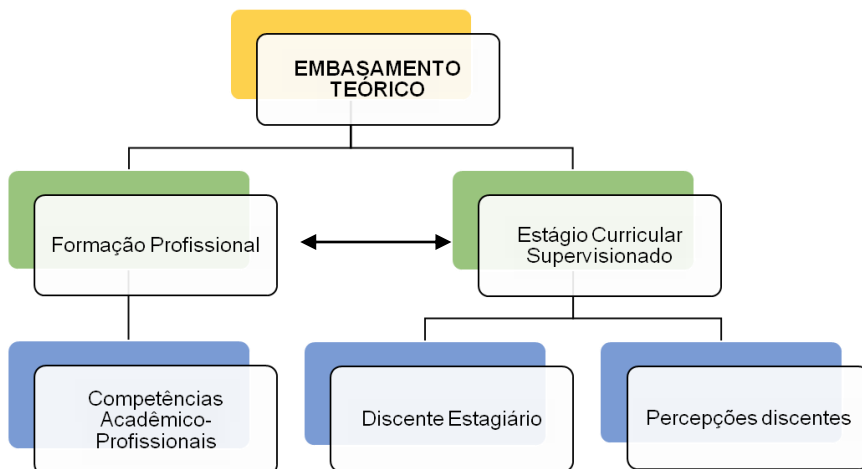 EMBASAMENTO
TEÓRICO
Formação Profissional
Estágio Curricular
Supervisionado
Competências
Acadêmico-
Profissionais
Discente Estagiário
Percepções discentes